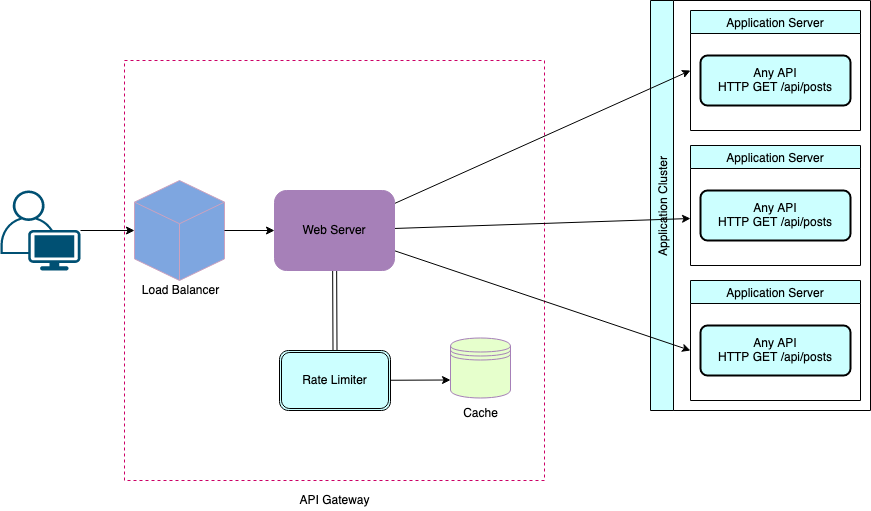 Application Server
Any API
HTTP GET /api/posts
Application Cluster
Application Server
Any API
HTTP GET /api/posts
Web Server
Load Balancer
Application Server
Any API
HTTP GET /api/posts
Rate Limiter
Cache
API Gateway